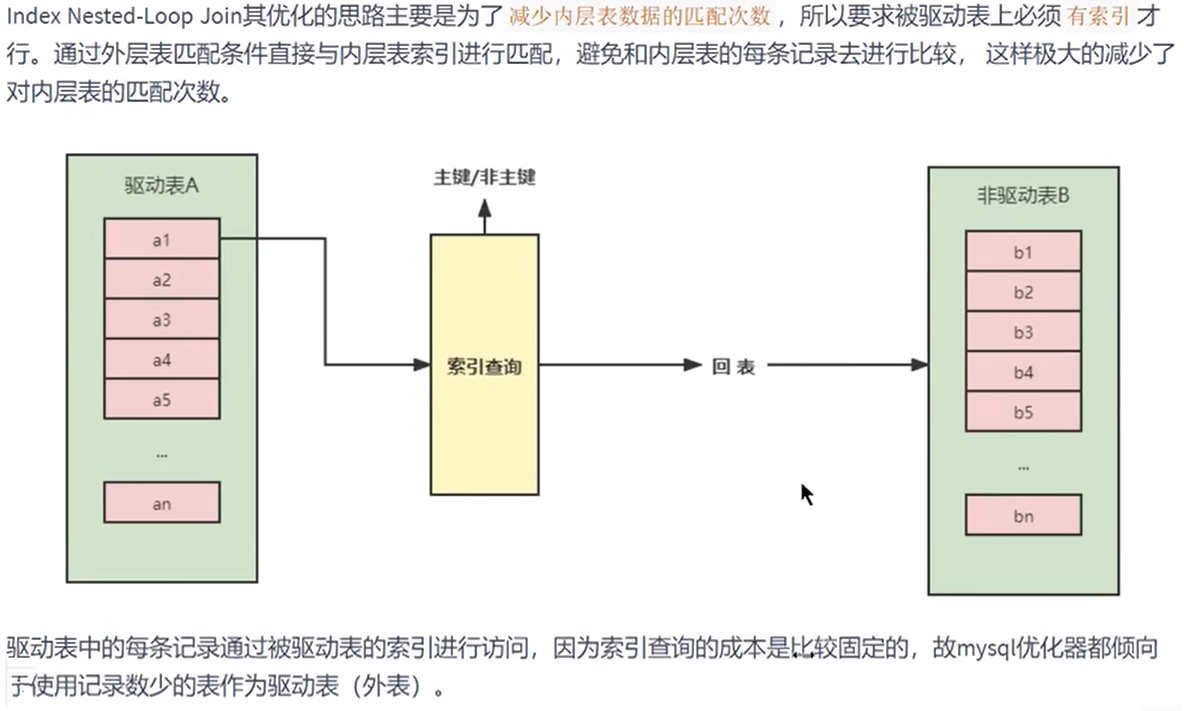 Index Nested-Loop Join其优化的思路主要是为了 减少内层表数据的匹配次数 ，所以要求被驱动表上必须 有索引 才
行。通过外层表匹配条件直接与内层表索引进行匹配，避免和内层表的每条记录去进行比较， 这样极大的减少了
对内层表的匹配次数。
驱动表A
a1
a2
a3
a4
a5
...
an
主键/非主键
索引查询
回 表
非驱动表B
b1
b2
b3
b4
b5
...
bn
驱动表中的每条记录通过被驱动表的索引进行访问，因为索引查询的成本是比较固定的，故mysql优化器都倾向
于使用记录数少的表作为驱动表（外表）。